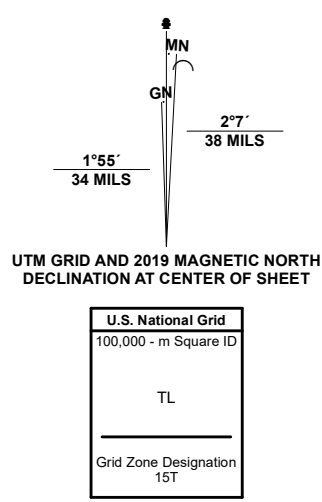 MN
GN
2°7´
38 MILS
1°55´
34 MILS
UTM GRID AND 2019 MAGNETIC NORTH
DECLINATION AT CENTER OF SHEET
U.S. National Grid
100,000 - m Square ID
TL
Grid Zone Designation
15T